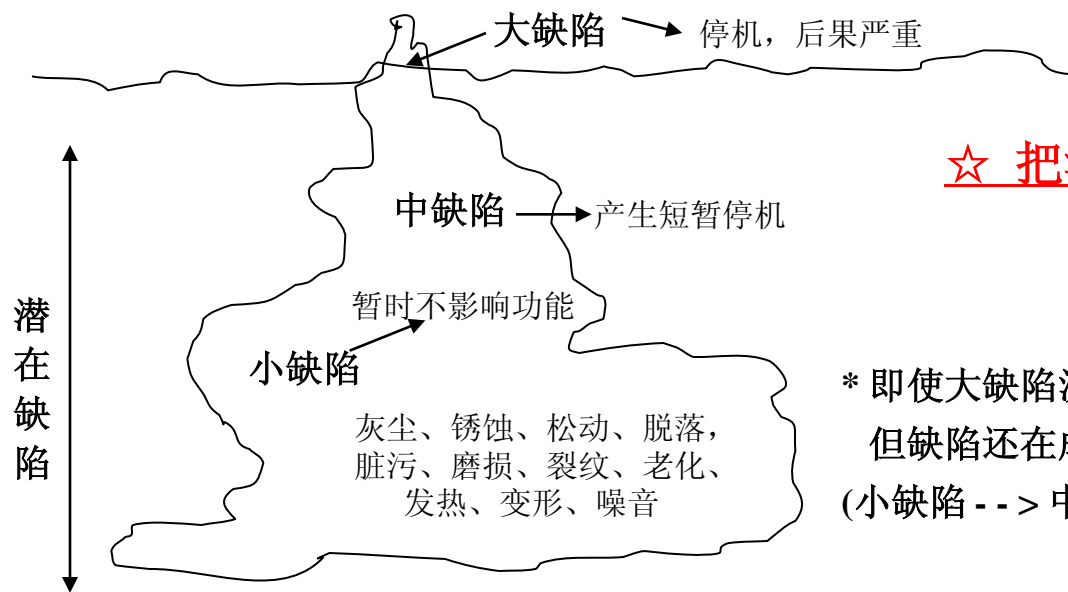 大缺陷
停机，后果严重
☆ 把
中缺陷
产生短暂停机
潜在缺陷
暂时不影响功能
小缺陷
灰尘、锈蚀、松动、脱落，
脏污、磨损、裂纹、老化、
发热、变形、噪音
* 即使大缺陷
但缺陷还在
(小缺陷 - - > 中